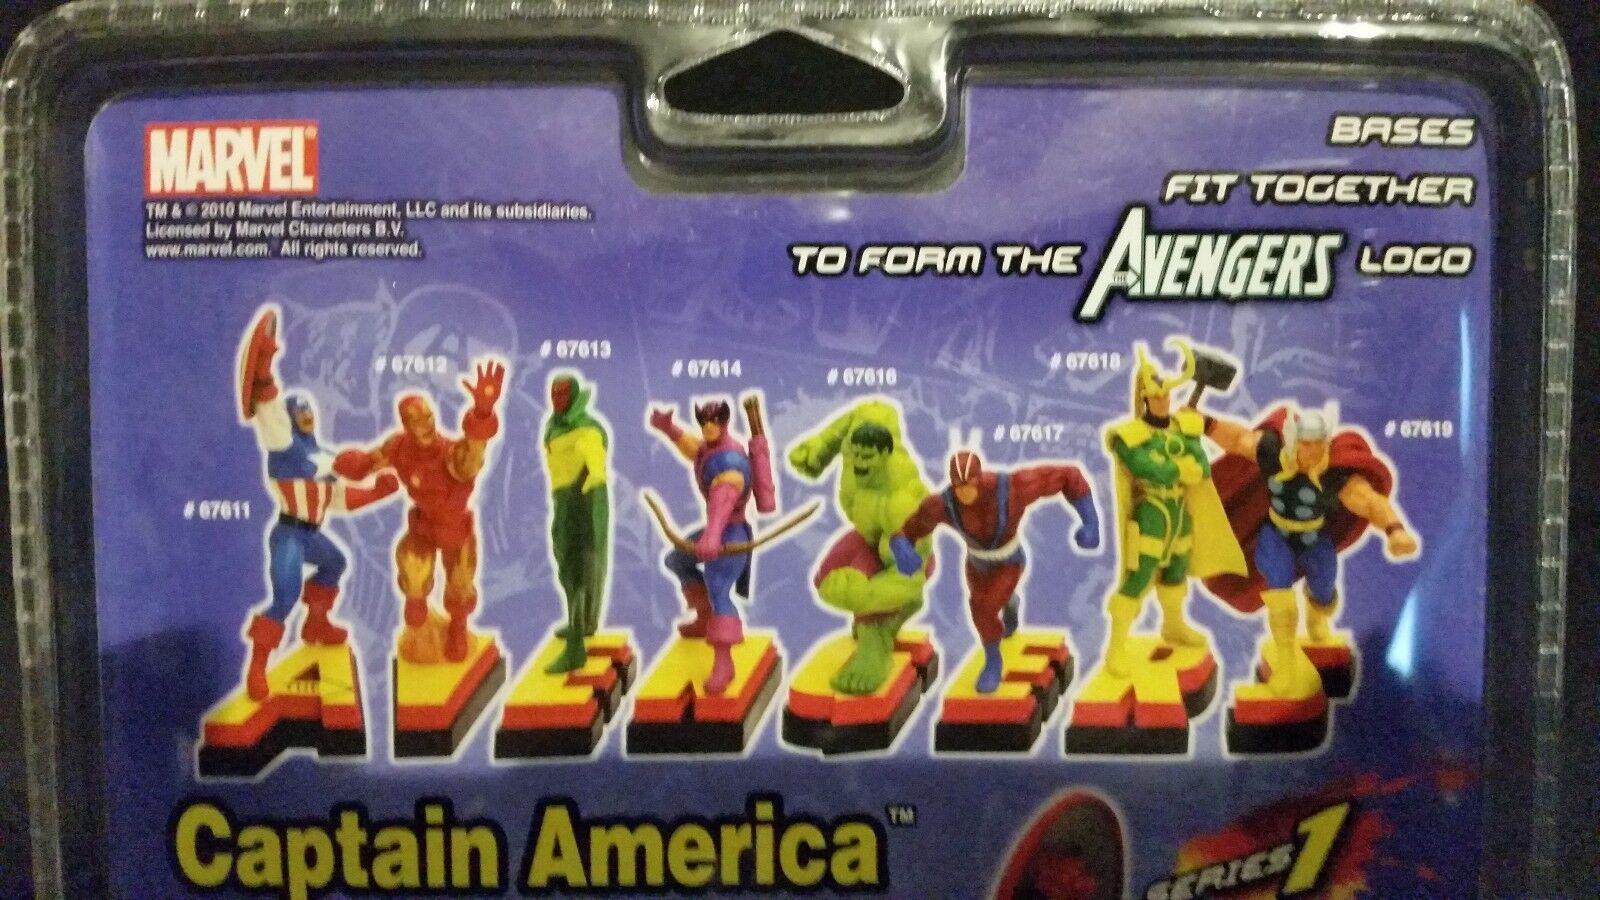 MARVEL®
TM & © 2010 Marvel Entertainment, LLC and its subsidiaries.
Licensed by Marvel Characters B.V.
www.marvel.com. All rights reserved.
BASES
FIT TOGETHER
TO FORM THE THE AVENGERS LOGO
# 67611
# 67612
# 67613
# 67614
# 67616
# 67617
# 67618
# 67619
A V E N G E R S
Captain America™
SERIES 1